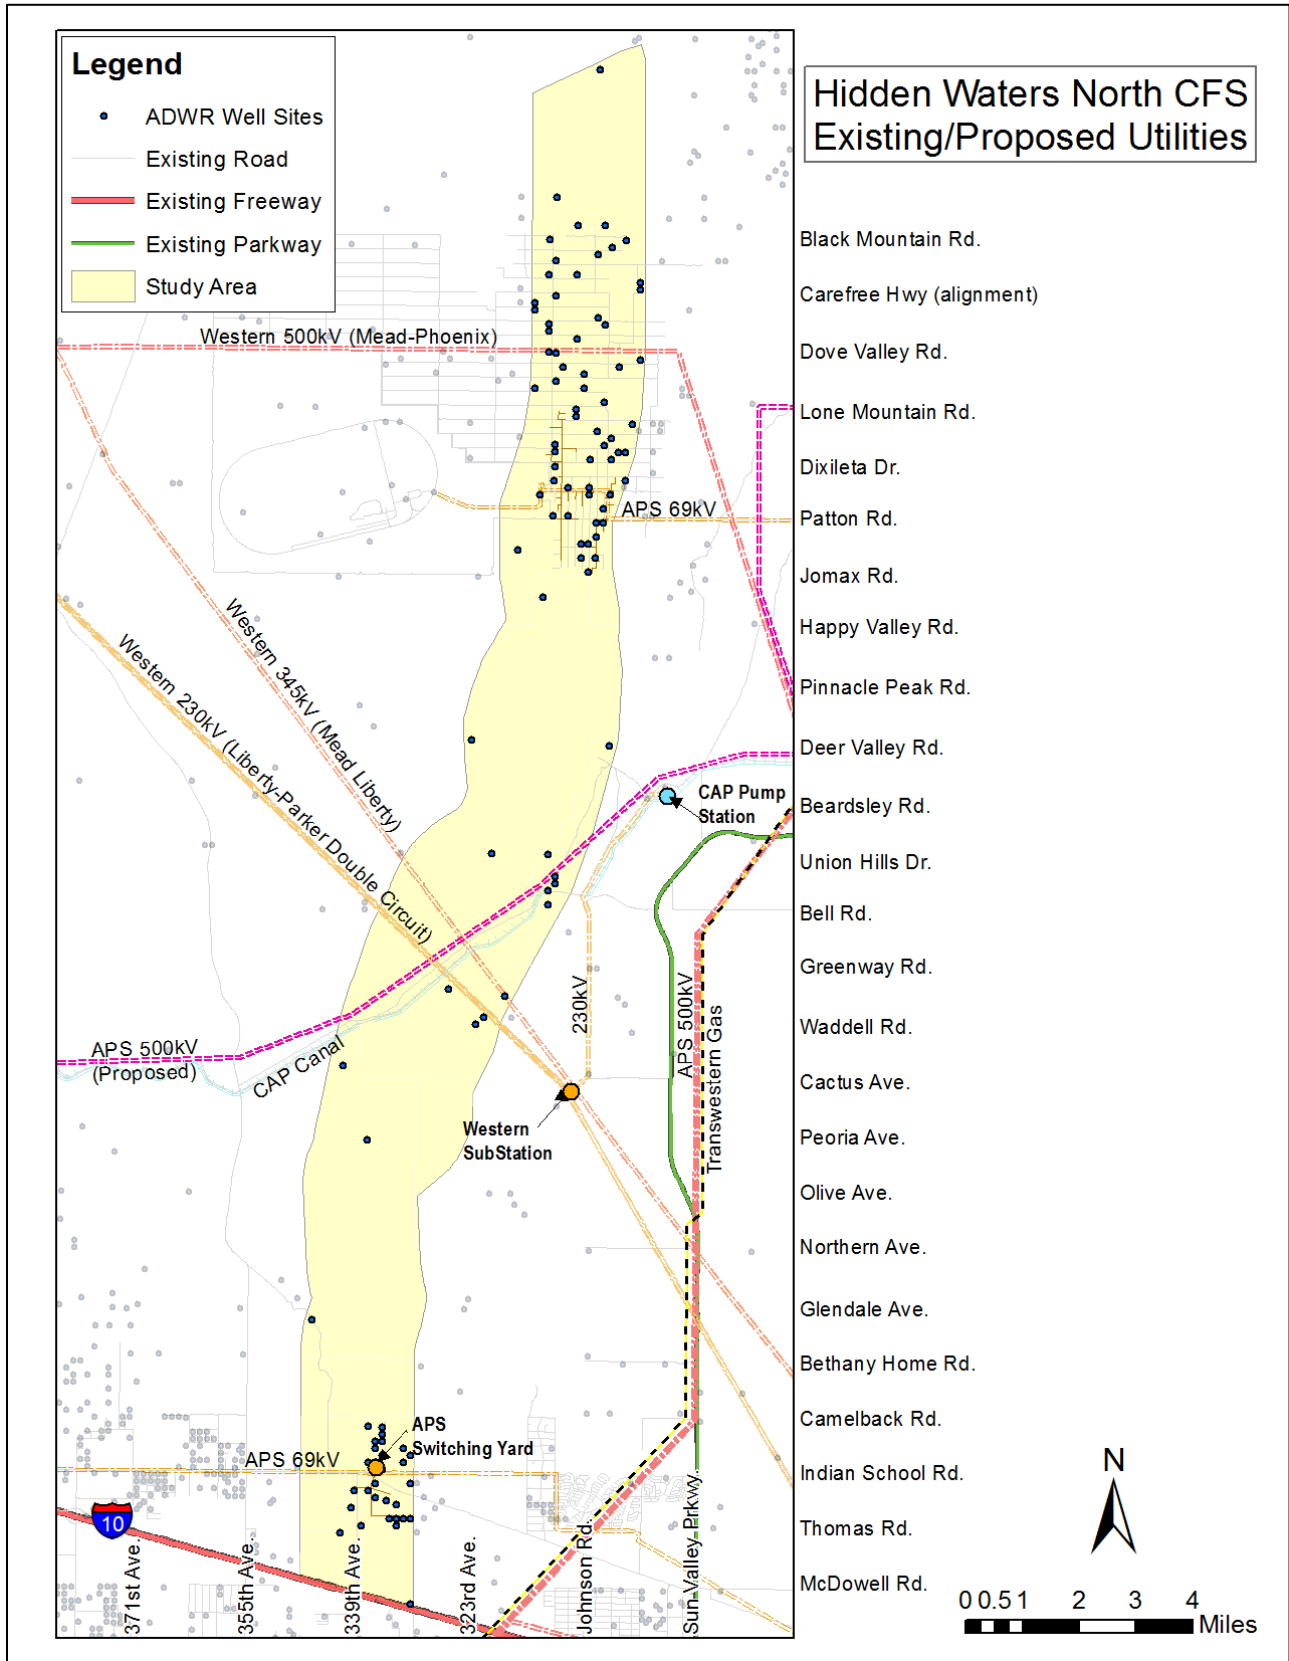 Legend
ADWR Well Sites
Existing Road
Existing Freeway
Existing Parkway
Study Area
Hidden Waters North CFS
Existing/Proposed Utilities
Black Mountain Rd.
Carefree Hwy (alignment)
Dove Valley Rd.
Lone Mountain Rd.
Dixileta Dr.
Patton Rd.
Jomax Rd.
Happy Valley Rd.
Pinnacle Peak Rd.
Deer Valley Rd.
Beardsley Rd.
Union Hills Dr.
Bell Rd.
Greenway Rd.
Waddell Rd.
Cactus Ave.
Peoria Ave.
Olive Ave.
Northern Ave.
Glendale Ave.
Bethany Home Rd.
Camelback Rd.
Indian School Rd.
Thomas Rd.
McDowell Rd.
Western 500kV (Mead-Phoenix)
APS 69kV
Western 345kV (Mead Liberty)
Western 230kV (Liberty-Parker Double Circuit)
CAP Pump
Station
230kV
APS 500kV
Transwestern Gas
APS 500kV
(Proposed)
CAP Canal
Western
SubStation
APS
Switching Yard
APS 69kV
10
371st Ave.
355th Ave.
339th Ave.
323rd Ave.
Johnson Rd.
Sun Valley Prkwy.
N
0 0.5 1 2 3 4
Miles